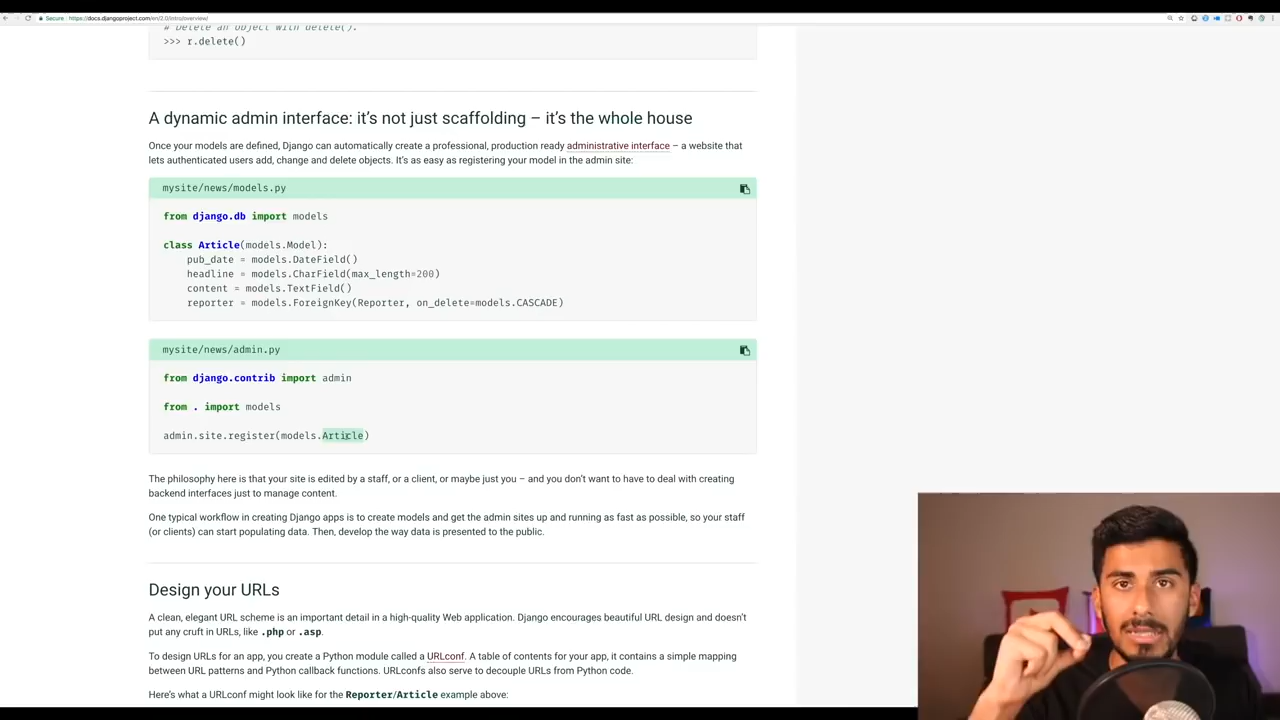 Secure https://docs.djangoproject.com/en/2.0/intro/overview/
# Delete an object with delete().
>>> r.delete()
A dynamic admin interface: it’s not just scaffolding – it’s the whole house
Once your models are defined, Django can automatically create a professional, production ready administrative interface – a website that
lets authenticated users add, change and delete objects. It’s as easy as registering your model in the admin site:
mysite/news/models.py
from django.db import models
class Article(models.Model):
    pub_date = models.DateField()
    headline = models.CharField(max_length=200)
    content = models.TextField()
    reporter = models.ForeignKey(Reporter, on_delete=models.CASCADE)
mysite/news/admin.py
from django.contrib import admin
from . import models
admin.site.register(models.Article)
The philosophy here is that your site is edited by a staff, or a client, or maybe just you – and you don’t want to have to deal with creating
backend interfaces just to manage content.
One typical workflow in creating Django apps is to create models and get the admin sites up and running as fast as possible, so your staff
(or clients) can start populating data. Then, develop the way data is presented to the public.
Design your URLs
A clean, elegant URL scheme is an important detail in a high-quality Web application. Django encourages beautiful URL design and doesn’t
put any cruft in URLs, like .php or .asp.
To design URLs for an app, you create a Python module called a URLconf. A table of contents for your app, it contains a simple mapping
between URL patterns and Python callback functions. URLconfs also serve to decouple URLs from Python code.
Here’s what a URLconf might look like for the Reporter/Article example above: